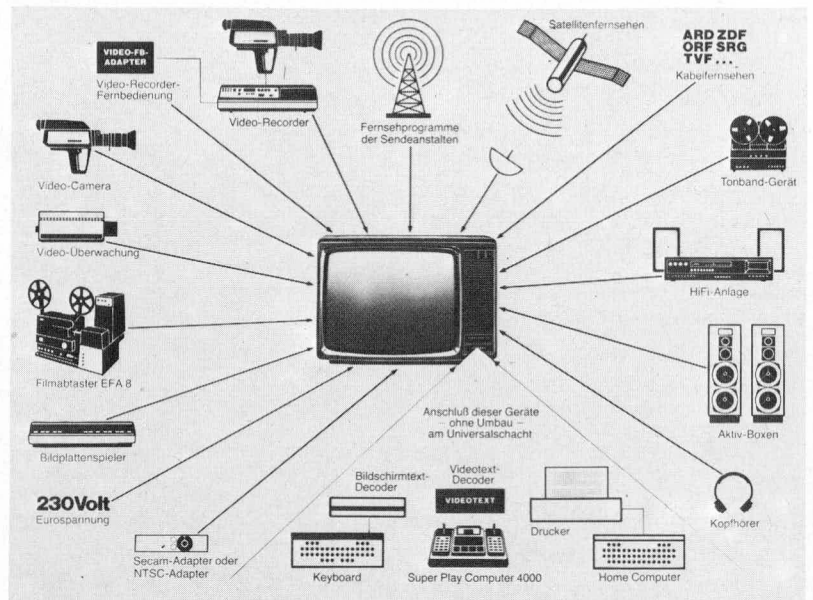 VIDEO-FB-
ADAPTER
Video-Recorder-
Fernbedienung
Video-Recorder
Fernsehprogramme
der Sendeanstalten
Satellitenfernsehen
ARD ZDF
ORF SRG
TVF...
Kabelfernsehen
Video-Camera
Tonband-Gerät
Video-Überwachung
HiFi-Anlage
Filmabtaster EFA 8
Aktiv-Boxen
Bildplattenspieler
Anschluß dieser Geräte
– ohne Umbau –
am Universalschacht
230Volt
Eurospannung
Bildschirmtext-
Decoder
Videotext-
Decoder
VIDEOTEXT
Drucker
Kopfhörer
Secam-Adapter oder
NTSC-Adapter
Keyboard
Super Play Computer 4000
Home Computer